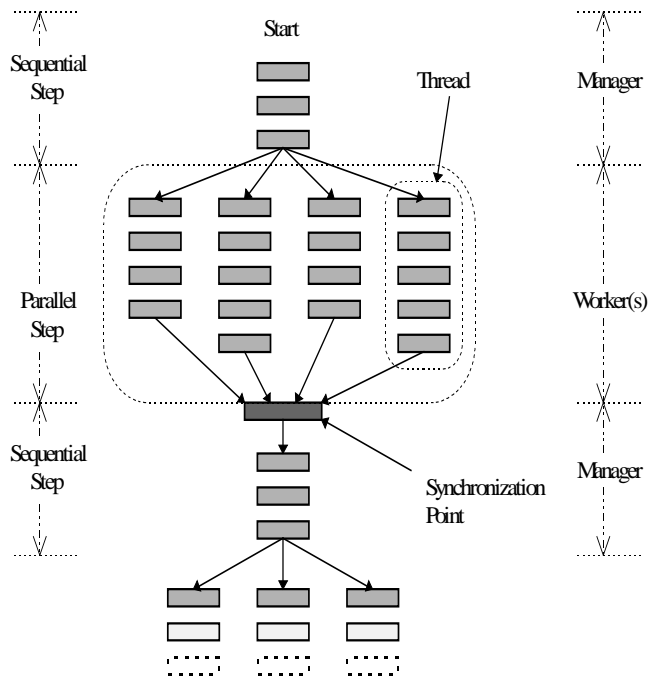 Start
Sequential
Step
Thread
Manager
Parallel
Step
Worker(s)
Sequential
Step
Synchronization
Point
Manager